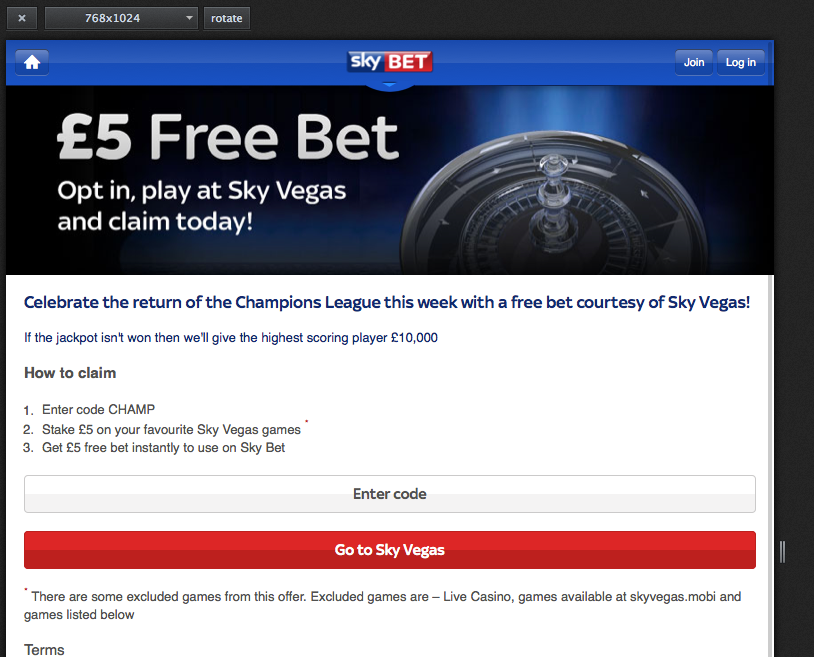 × 768x1024 rotate
sky BET Join Log in
£5 Free Bet
Opt in, play at Sky Vegas
and claim today!
Celebrate the return of the Champions League this week with a free bet courtesy of Sky Vegas!
If the jackpot isn't won then we'll give the highest scoring player £10,000
How to claim
1. Enter code CHAMP
2. Stake £5 on your favourite Sky Vegas games *
3. Get £5 free bet instantly to use on Sky Bet
Enter code
Go to Sky Vegas
* There are some excluded games from this offer. Excluded games are – Live Casino, games available at skyvegas.mobi and
games listed below
Terms